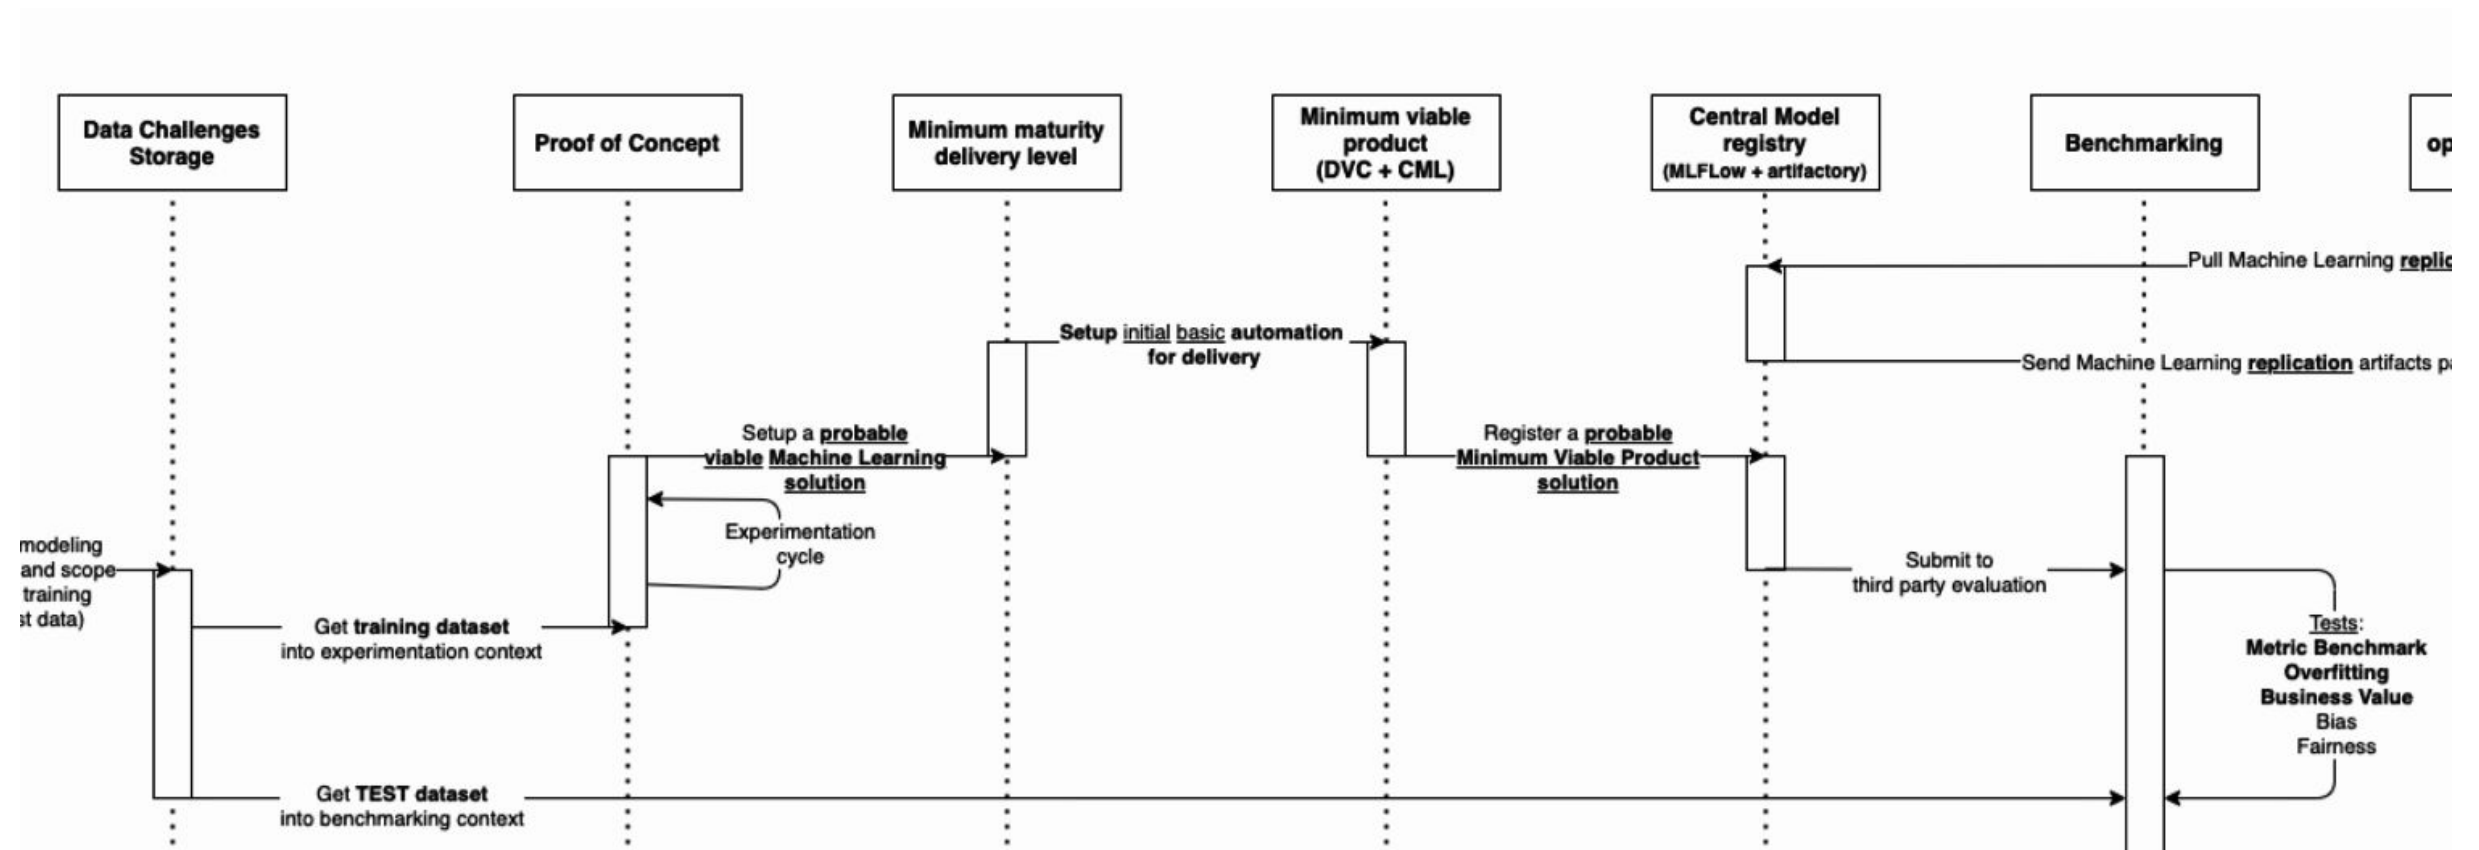 Data Challenges
Storage
Proof of Concept
Minimum maturity
delivery level
Minimum viable
product
(DVC + CML)
Central Model
registry
(MLFLow + artifactory)
Benchmarking
Pull Machine Learning
Setup initial basic automation
for delivery
Send Machine Learning replication artifacts
Setup a probable
viable Machine Learning
solution
Register a probable
Minimum Viable Product
solution
Experimentation
cycle
modeling
and scope
training
data)
Submit to
third party evaluation
Get training dataset
into experimentation context
Tests:
Metric Benchmark
Overfitting
Business Value
Bias
Fairness
Get TEST dataset
into benchmarking context